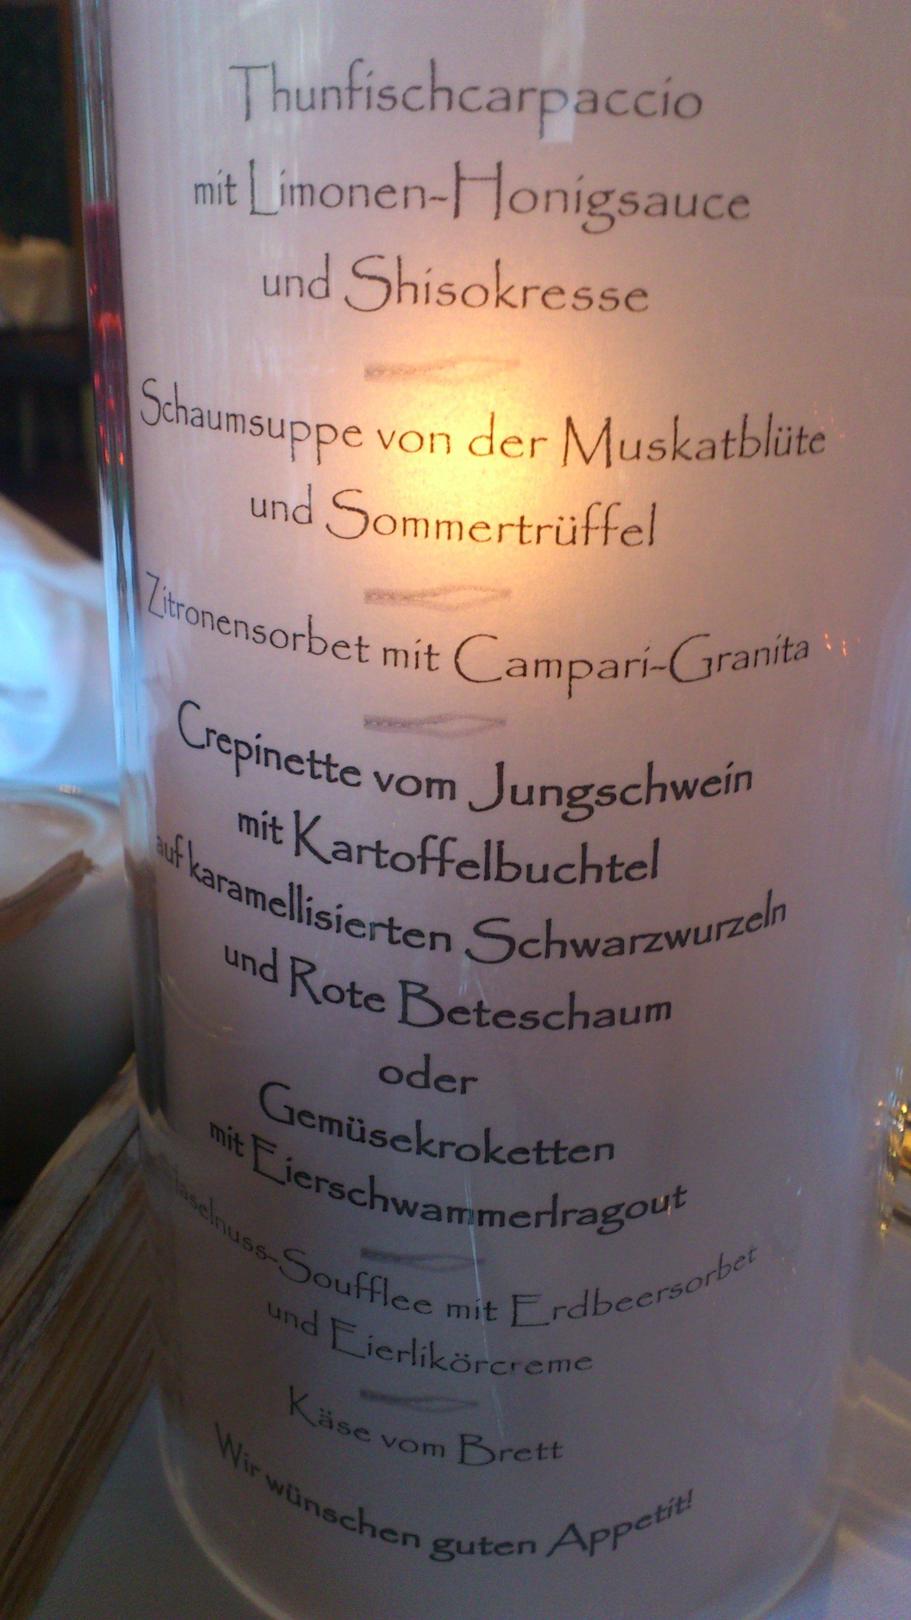 Thunfischcarpaccio
mit Limonen-Honigsauce
und Shisokresse
Schaumsuppe von der Muskatblüte
und Sommertrüffel
Zitronensorbet mit Campari-Granita
Crepinette vom Jungschwein
mit Kartoffelbuchtel
auf karamellisierten Schwarzwurzeln
und Rote Beteschaum
oder
Gemüsekroketten
mit Eierschwammerlragout
Haselnuss-Soufflee mit Erdbeersorbet
und Eierlikörcreme
Käse vom Brett
Wir wünschen guten Appetit!